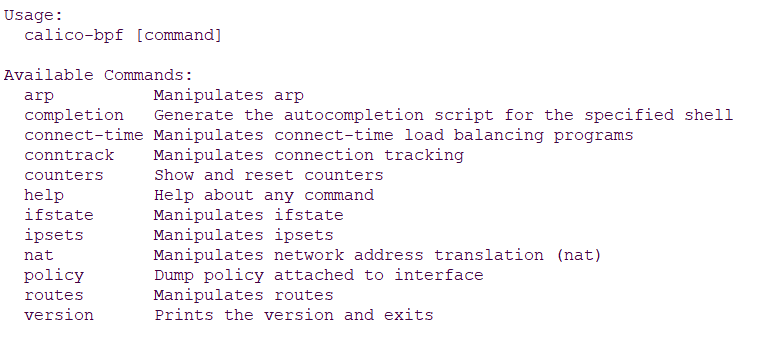 Usage:
  calico-bpf [command]

Available Commands:
  arp          Manipulates arp
  completion   Generate the autocompletion script for the specified shell
  connect-time Manipulates connect-time load balancing programs
  conntrack    Manipulates connection tracking
  counters     Show and reset counters
  help         Help about any command
  ifstate      Manipulates ifstate
  ipsets       Manipulates ipsets
  nat          Manipulates network address translation (nat)
  policy       Dump policy attached to interface
  routes       Manipulates routes
  version      Prints the version and exits